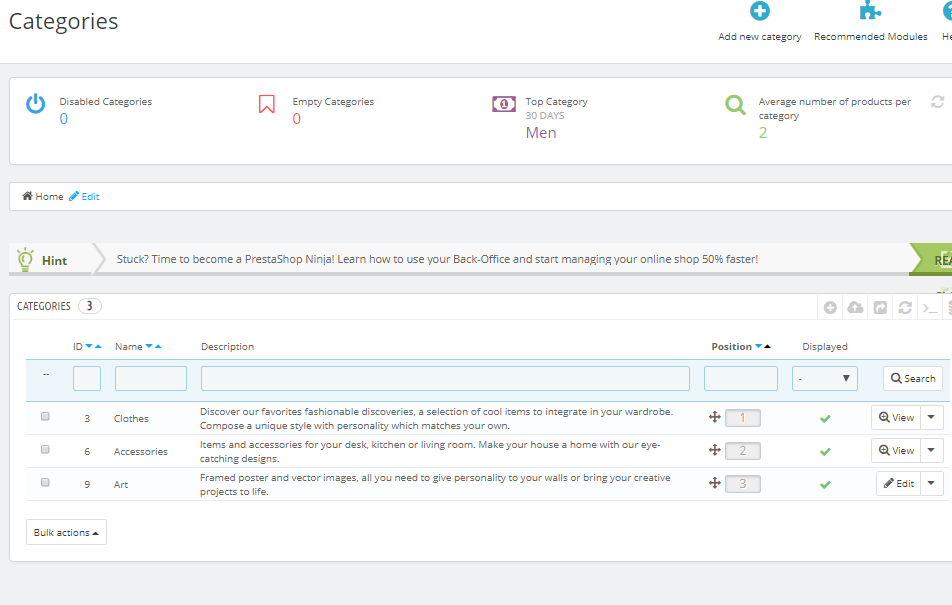 Categories
Add new category
Recommended Modules
Disabled Categories
0
Empty Categories
0
Top Category
30 DAYS
Men
Average number of products per
category
2
Home Edit
Hint
Stuck? Time to become a PrestaShop Ninja! Learn how to use your Back-Office and start managing your online shop 50% faster!
CATEGORIES 3
ID Name Description Position Displayed
-- - Search
3 Clothes
Discover our favorites fashionable discoveries, a selection of cool items to integrate in your wardrobe.
Compose a unique style with personality which matches your own.
1 View
6 Accessories
Items and accessories for your desk, kitchen or living room. Make your house a home with our eye-
catching designs.
2 View
9 Art
Framed poster and vector images, all you need to give personality to your walls or bring your creative
projects to life.
3 Edit
Bulk actions